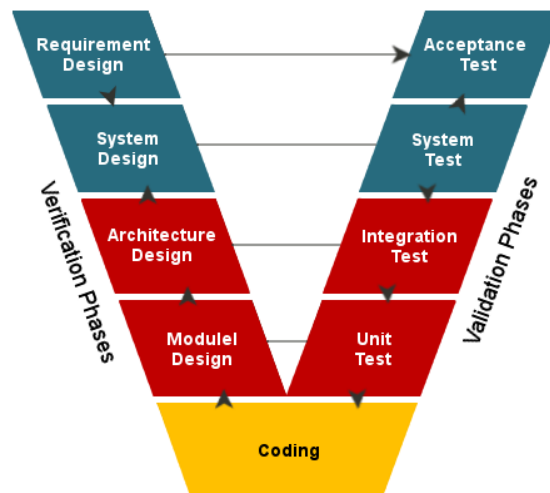 Requirement
Design
Acceptance
Test
System
Design
System
Test
Verification Phases
Validation Phases
Architecture
Design
Integration
Test
Modulel
Design
Unit
Test
Coding